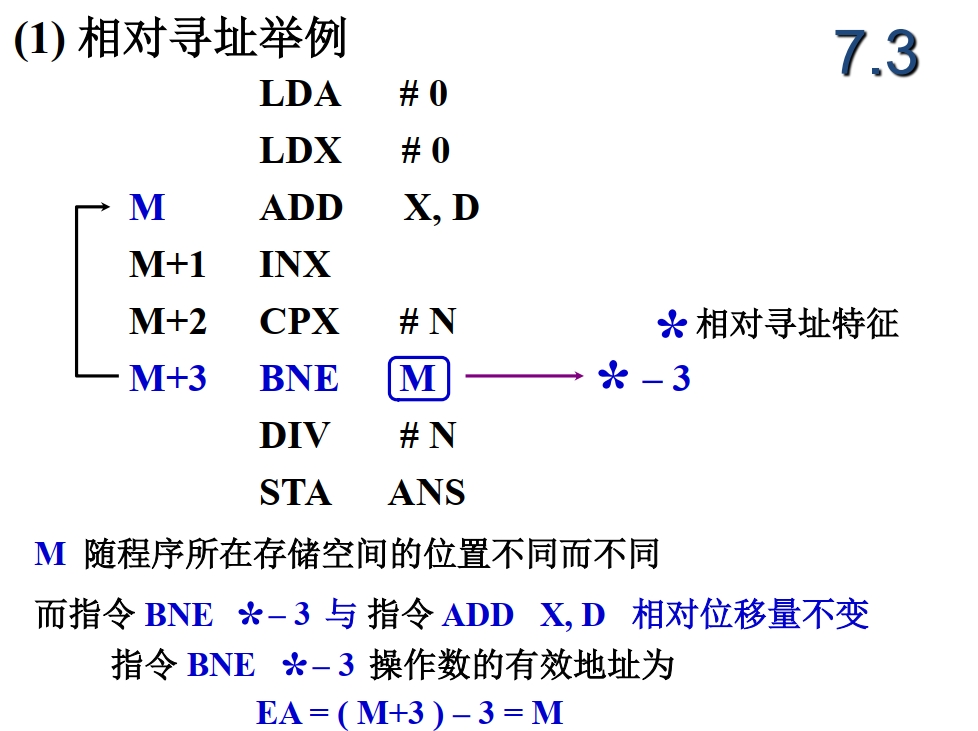 (1) 相对寻址举例
7.3
LDA # 0
LDX # 0
M ADD X, D
M+1 INX
M+2 CPX # N
* 相对寻址特征
M+3 BNE M * – 3
DIV # N
STA ANS
M 随程序所在存储空间的位置不同而不同
而指令 BNE * – 3 与 指令 ADD X, D 相对位移量不变
指令 BNE * – 3 操作数的有效地址为
EA = ( M+3 ) – 3 = M